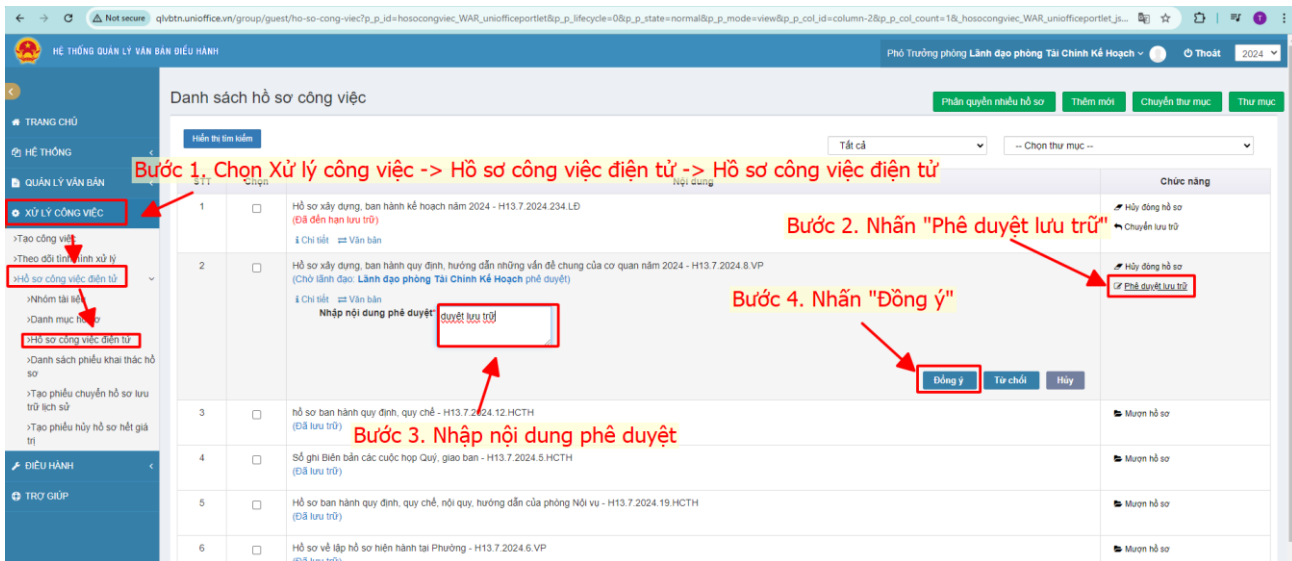 Not secure qlvbtn.unioffice.vn/group/guest/ho-so-cong-viec?p_p_id=hosocongviec_WAR_uniofficeportlet&p_p_lifecycle=0&p_p_state=normal&p_p_mode=view&p_p_col_id=column-2&p_p_col_count=1&_hosocongviec_WAR_uniofficeportlet_js...
HỆ THỐNG QUẢN LÝ VĂN BẢN ĐIỀU HÀNH
Phó Trưởng phòng Lãnh đạo phòng Tài Chính Kế Hoạch
Thoát
2024
Danh sách hồ sơ công việc
Phân quyền nhiều hồ sơ
Thêm mới
Chuyển thư mục
Thư mục
TRANG CHỦ
HỆ THỐNG
QUẢN LÝ VĂN BẢN
XỬ LÝ CÔNG VIỆC
>Tạo công việc
>Theo dõi tình hình xử lý
>Hồ sơ công việc điện tử
>Nhóm tài liệu
>Danh mục hồ sơ
>Hồ sơ công việc điện tử
>Danh sách phiếu khai thác hồ
sơ
>Tạo phiếu chuyển hồ sơ lưu
trữ lịch sử
>Tạo phiếu hủy hồ sơ hết giá
trị
ĐIỀU HÀNH
TRỢ GIÚP
Hiển thị tìm kiếm
Tất cả
-- Chọn thư mục --
Bước 1. Chọn Xử lý công việc -> Hồ sơ công việc điện tử -> Hồ sơ công việc điện tử
STT Chọn Nội dung Chức năng
1 Hồ sơ xây dựng, ban hành kế hoạch năm 2024 - H13.7.2024.234.LĐ
(Đã đến hạn lưu trữ)
Chi tiết Văn bản
Hủy đóng hồ sơ
Chuyển lưu trữ
Bước 2. Nhấn "Phê duyệt lưu trữ"
2 Hồ sơ xây dựng, ban hành quy định, hướng dẫn những vấn đề chung của cơ quan năm 2024 - H13.7.2024.8.VP
(Chờ lãnh đạo: Lãnh đạo phòng Tài Chính Kế Hoạch phê duyệt)
Chi tiết Văn bản
Hủy đóng hồ sơ
Phê duyệt lưu trữ
Nhập nội dung phê duyệt* duyệt lưu trữ
Bước 4. Nhấn "Đồng ý"
Đồng ý
Từ chối
Hủy
Bước 3. Nhập nội dung phê duyệt
3 hồ sơ ban hành quy định, quy chế - H13.7.2024.12.HCTH
(Đã lưu trữ)
Mượn hồ sơ
4 Sổ ghi Biên bản các cuộc họp Quý, giao ban - H13.7.2024.5.HCTH
(Đã lưu trữ)
Mượn hồ sơ
5 Hồ sơ ban hành quy định, quy chế, nội quy, hướng dẫn của phòng Nội vụ - H13.7.2024.19.HCTH
(Đã lưu trữ)
Mượn hồ sơ
6 Hồ sơ về lập hồ sơ hiện hành tại Phường - H13.7.2024.6.VP
(Đã lưu trữ)
Mượn hồ sơ